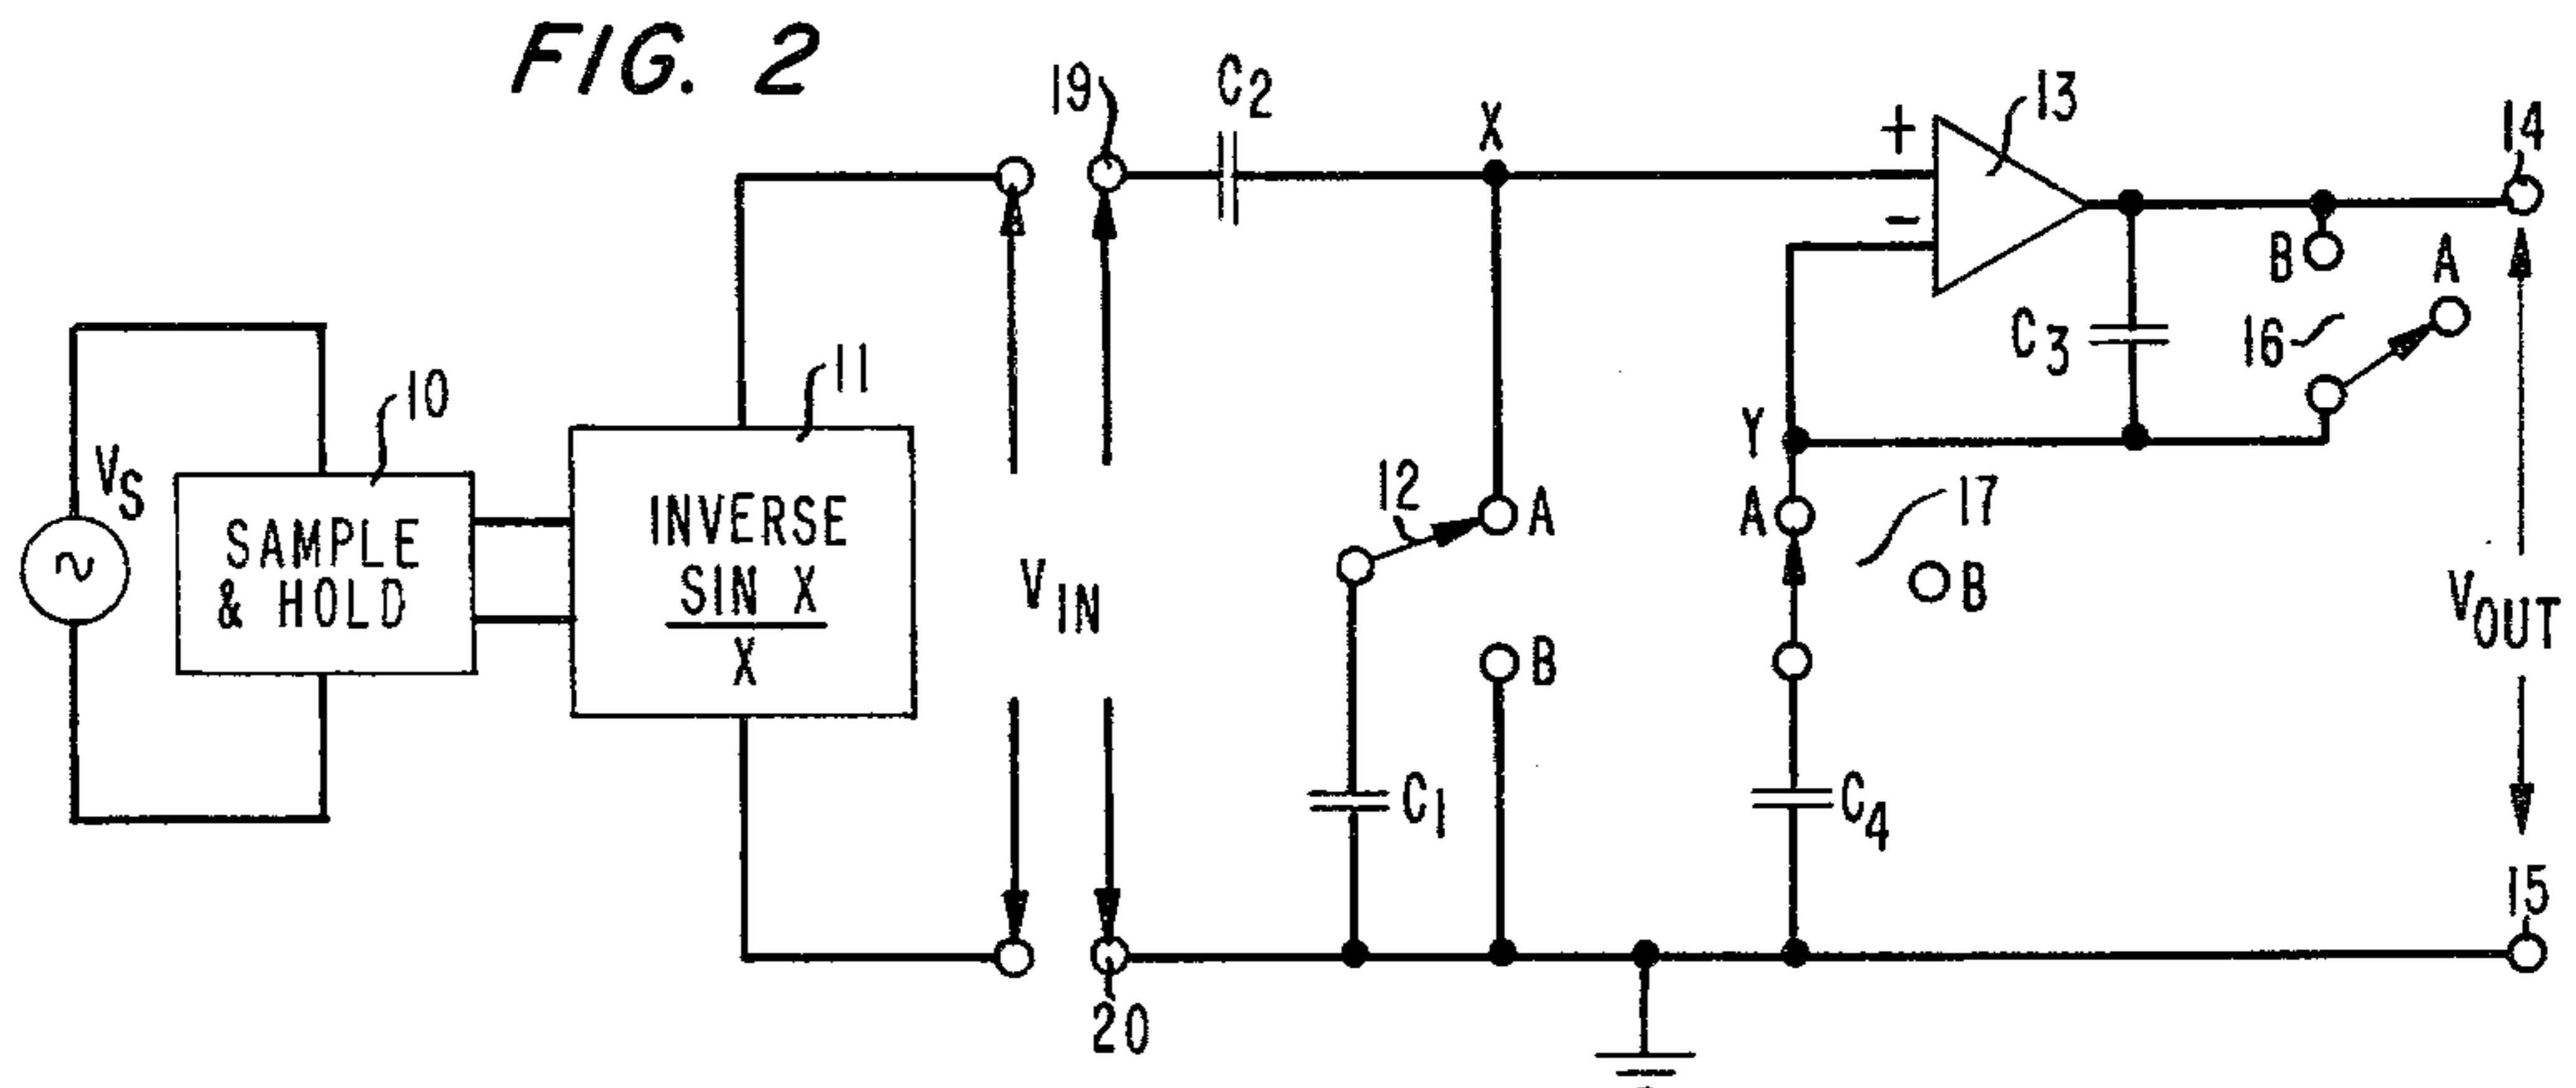 FIG. 2
19
C2
X
+
-
13
14
B
A
16
C3
10
11
VS
SAMPLE
& HOLD
INVERSE
SIN X
X
VIN
12
A
B
C1
Y
A
17
B
C4
VOUT
15
20